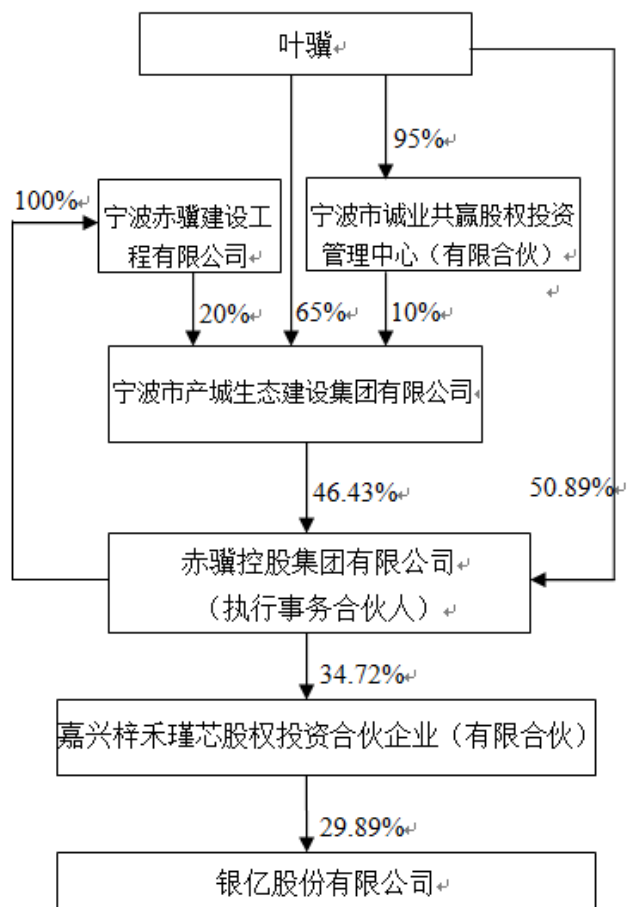 叶骥
95%
100%
宁波赤骥建设工
程有限公司
宁波市诚业共赢股权投资
管理中心（有限合伙）
20%
65%
10%
宁波市产城生态建设集团有限公司
46.43%
50.89%
赤骥控股集团有限公司
（执行事务合伙人）
34.72%
嘉兴梓禾瑾芯股权投资合伙企业（有限合伙）
29.89%
银亿股份有限公司